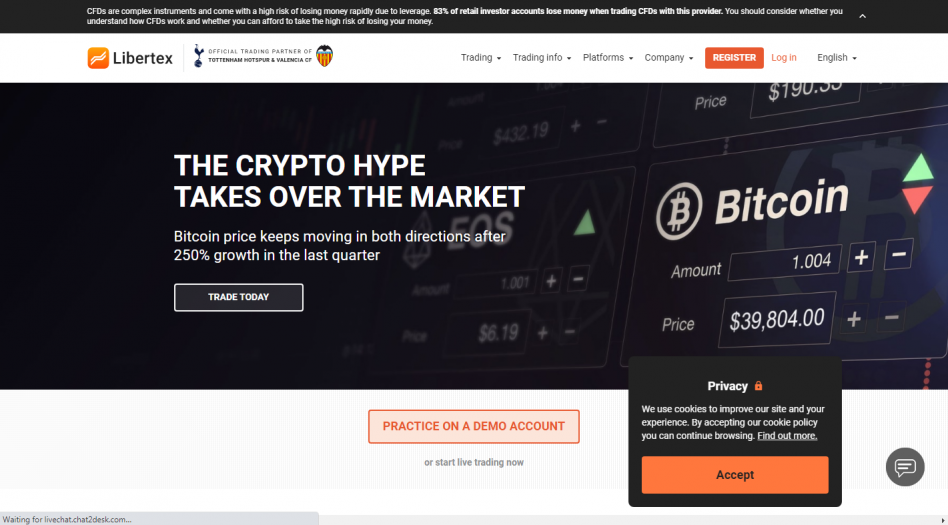 CFDs are complex instruments and come with a high risk of losing money rapidly due to leverage. 83% of retail investor accounts lose money when trading CFDs with this provider. You should consider whether you
understand how CFDs work and whether you can afford to take the high risk of losing your money.
Libertex
OFFICIAL TRADING PARTNER OF
TOTTENHAM HOTSPUR & VALENCIA CF
Trading
Trading info
Platforms
Company
REGISTER
Log in
English
Amount
Price
$432.19 + −
Price
$190.35
THE CRYPTO HYPE
TAKES OVER THE MARKET
Bitcoin price keeps moving in both directions after
250% growth in the last quarter
TRADE TODAY
EOS
Amount
1.001 + −
Price
$6.19 + −
Bitcoin
Amount
1.004 + −
Price
$39,804.00 + −
PRACTICE ON A DEMO ACCOUNT
or start live trading now
Privacy
We use cookies to improve our site and your
experience. By accepting our cookie policy
you can continue browsing. Find out more.
Accept
Waiting for livechat.chat2desk.com...